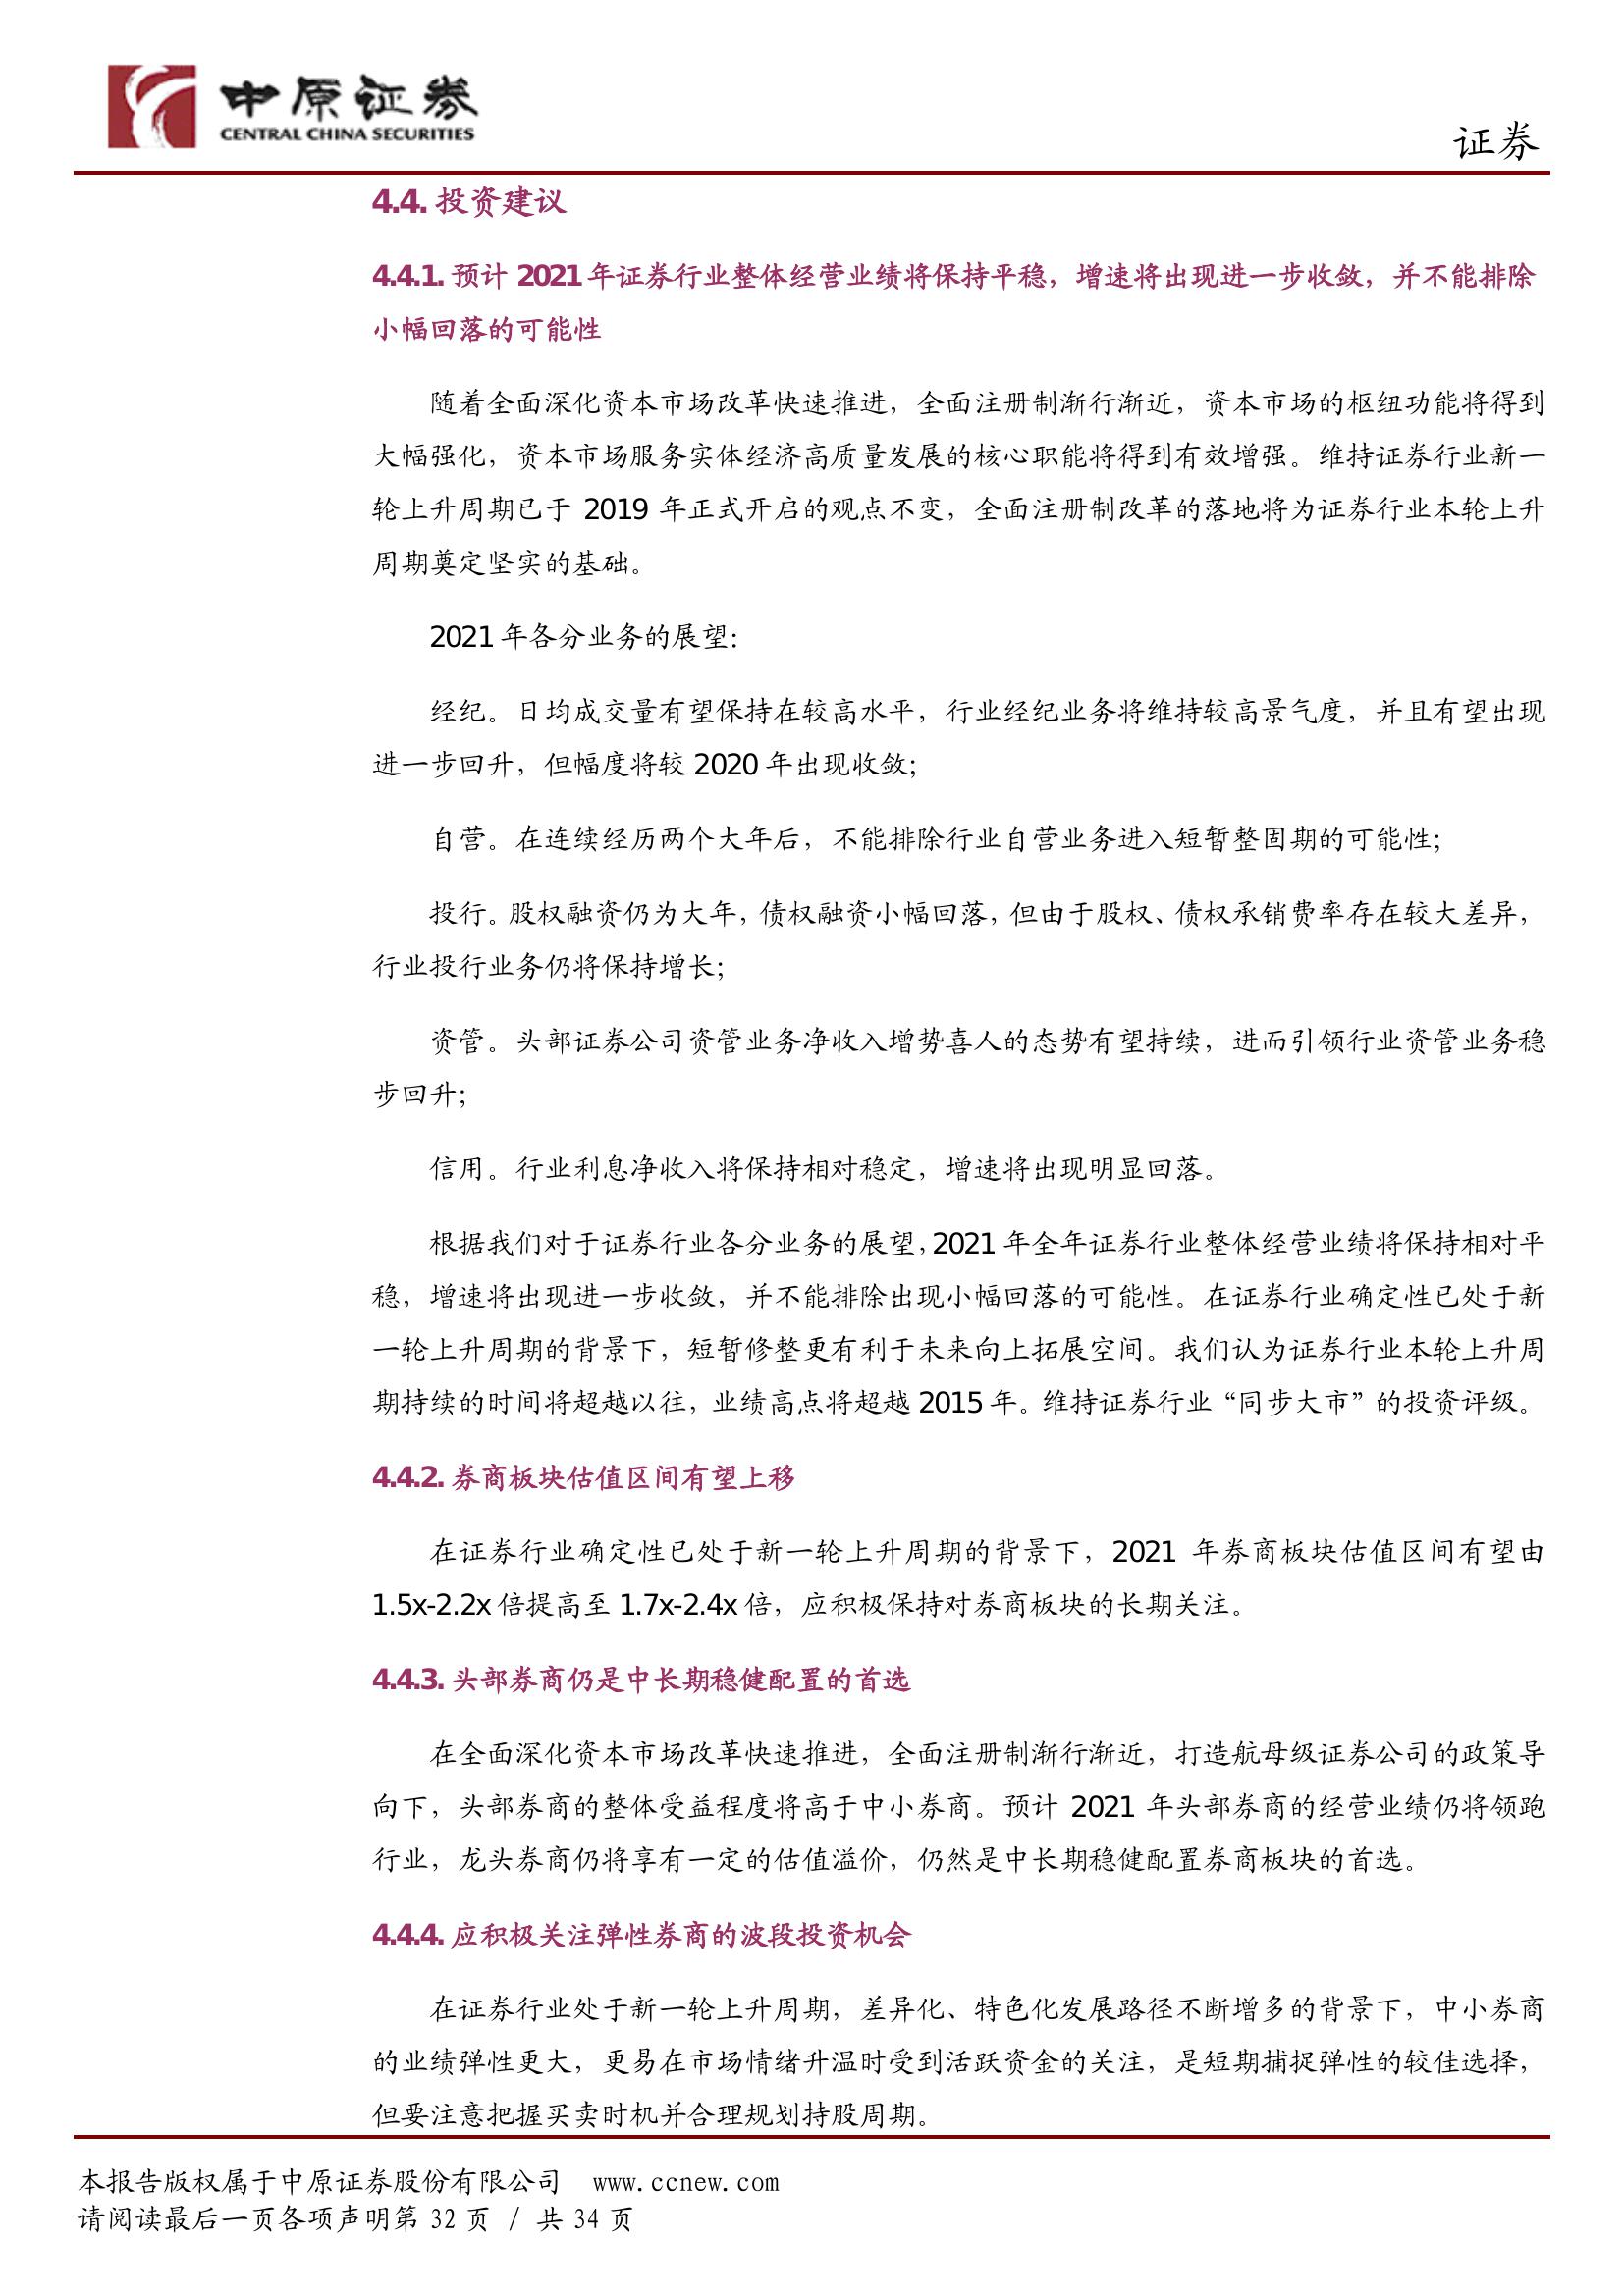 中原证券
CENTRAL CHINA SECURITIES
证券
4.4. 投资建议
4.4.1. 预计 2021 年证券行业整体经营业绩将保持平稳，增速将出现进一步收敛，并不能排除
小幅回落的可能性
随着全面深化资本市场改革快速推进，全面注册制渐行渐近，资本市场的枢纽功能将得到
大幅强化，资本市场服务实体经济高质量发展的核心职能将得到有效增强。维持证券行业新一
轮上升周期已于 2019 年正式开启的观点不变，全面注册制改革的落地将为证券行业本轮上升
周期奠定坚实的基础。
2021 年各分业务的展望：
经纪。日均成交量有望保持在较高水平，行业经纪业务将维持较高景气度，并且有望出现
进一步回升，但幅度将较 2020 年出现收敛；
自营。在连续经历两个大年后，不能排除行业自营业务进入短暂整固期的可能性；
投行。股权融资仍为大年，债权融资小幅回落，但由于股权、债权承销费率存在较大差异，
行业投行业务仍将保持增长；
资管。头部证券公司资管业务净收入增势喜人的态势有望持续，进而引领行业资管业务稳
步回升；
信用。行业利息净收入将保持相对稳定，增速将出现明显回落。
根据我们对于证券行业各分业务的展望，2021 年全年证券行业整体经营业绩将保持相对平
稳，增速将出现进一步收敛，并不能排除出现小幅回落的可能性。在证券行业确定性已处于新
一轮上升周期的背景下，短暂修整更有利于未来向上拓展空间。我们认为证券行业本轮上升周
期持续的时间将超越以往，业绩高点将超越 2015 年。维持证券行业“同步大市”的投资评级。
4.4.2. 券商板块估值区间有望上移
在证券行业确定性已处于新一轮上升周期的背景下，2021 年券商板块估值区间有望由
1.5x-2.2x 倍提高至 1.7x-2.4x 倍，应积极保持对券商板块的长期关注。
4.4.3. 头部券商仍是中长期稳健配置的首选
在全面深化资本市场改革快速推进，全面注册制渐行渐近，打造航母级证券公司的政策导
向下，头部券商的整体受益程度将高于中小券商。预计 2021 年头部券商的经营业绩仍将领跑
行业，龙头券商仍将享有一定的估值溢价，仍然是中长期稳健配置券商板块的首选。
4.4.4. 应积极关注弹性券商的波段投资机会
在证券行业处于新一轮上升周期，差异化、特色化发展路径不断增多的背景下，中小券商
的业绩弹性更大，更易在市场情绪升温时受到活跃资金的关注，是短期捕捉弹性的较佳选择，
但要注意把握买卖时机并合理规划持股周期。
本报告版权属于中原证券股份有限公司 www.ccnew.com
请阅读最后一页各项声明第 32 页 / 共 34 页